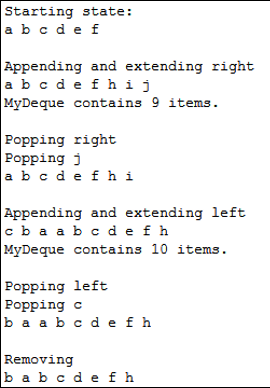 Starting state:
a b c d e f
Appending and extending right
a b c d e f h i j
MyDeque contains 9 items.
Popping right
Popping j
a b c d e f h i
Appending and extending left
c b a a b c d e f h
MyDeque contains 10 items.
Popping left
Popping c
b a a b c d e f h
Removing
b a b c d e f h